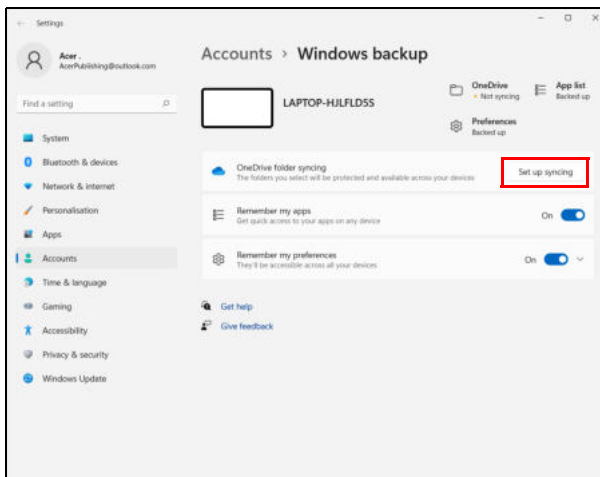 Settings
Acer .
AcerPublishing@outlook.com
Find a setting
System
Bluetooth & devices
Network & internet
Personalisation
Apps
Accounts
Time & language
Gaming
Accessibility
Privacy & security
Windows Update
Accounts > Windows backup
LAPTOP-HJLFLD5S
OneDrive
Not syncing
App list
Backed up
Preferences
Backed up
OneDrive folder syncing
The folders you select will be protected and available across your devices
Set up syncing
Remember my apps
Get quick access to your apps on any device
On
Remember my preferences
They'll be accessible across all your devices
On
Get help
Give feedback